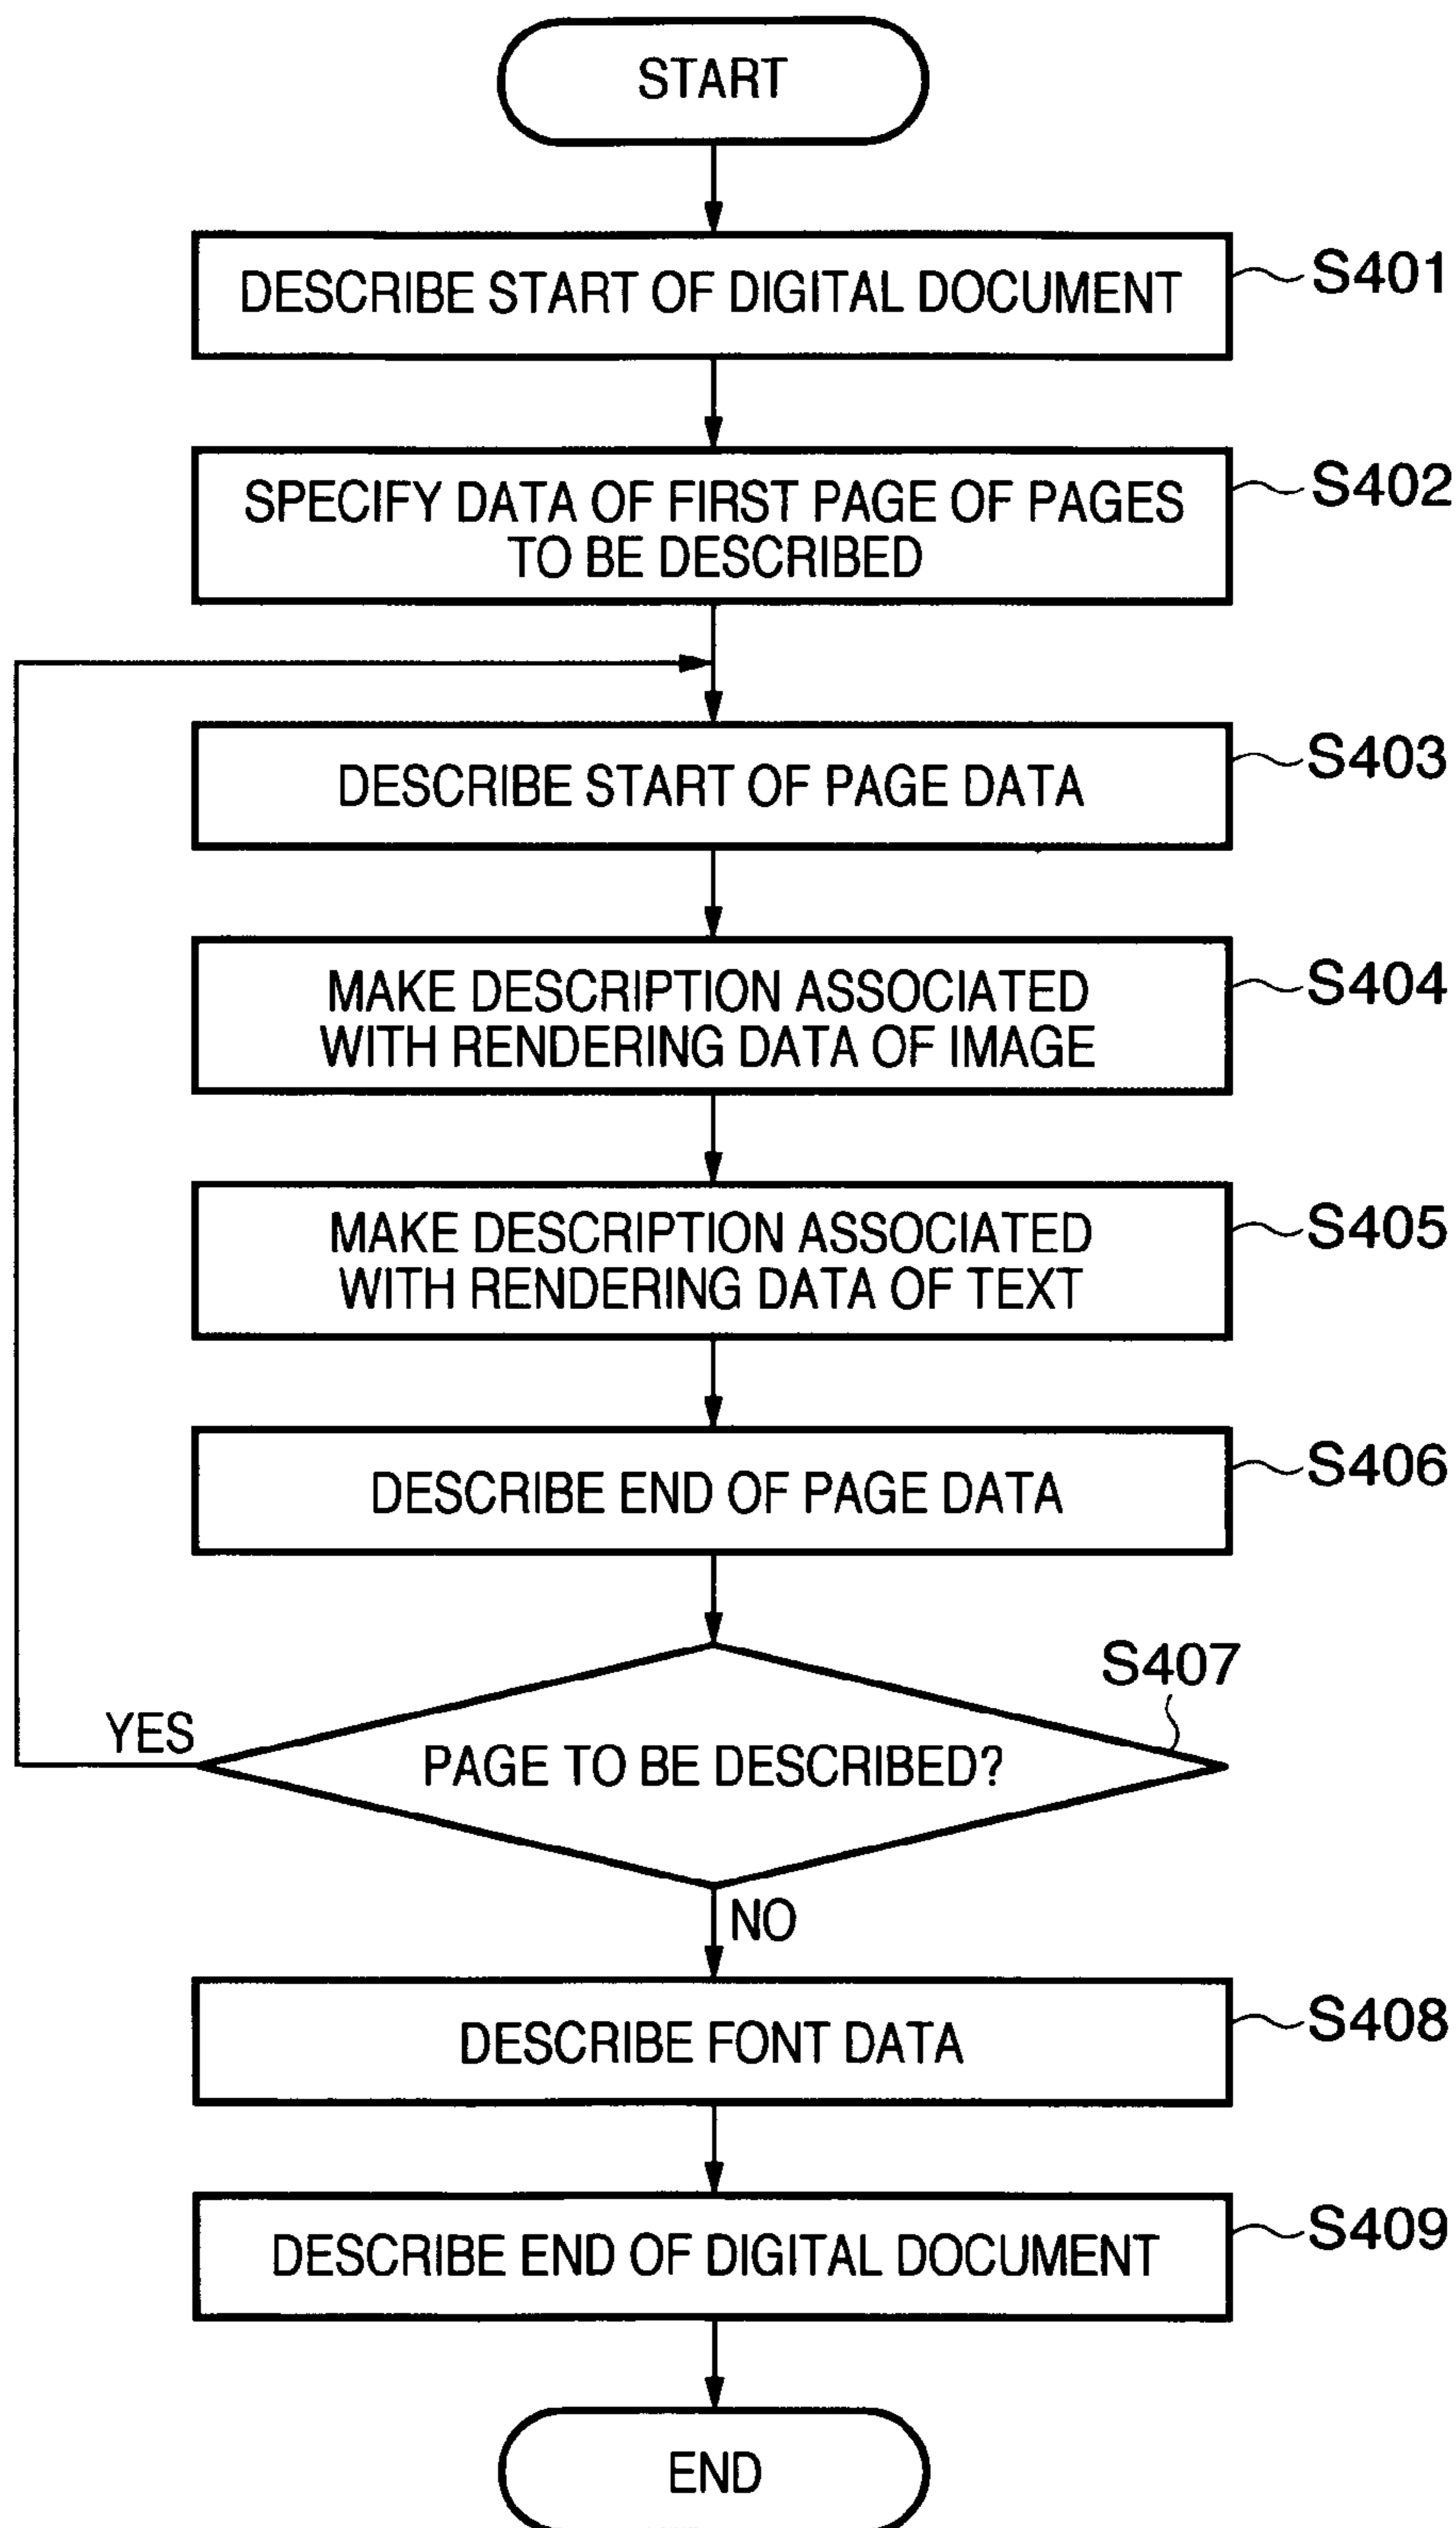 START
DESCRIBE START OF DIGITAL DOCUMENT
S401
SPECIFY DATA OF FIRST PAGE OF PAGES
TO BE DESCRIBED
S402
DESCRIBE START OF PAGE DATA
S403
MAKE DESCRIPTION ASSOCIATED
WITH RENDERING DATA OF IMAGE
S404
MAKE DESCRIPTION ASSOCIATED
WITH RENDERING DATA OF TEXT
S405
DESCRIBE END OF PAGE DATA
S406
S407
YES
PAGE TO BE DESCRIBED?
NO
DESCRIBE FONT DATA
S408
DESCRIBE END OF DIGITAL DOCUMENT
S409
END